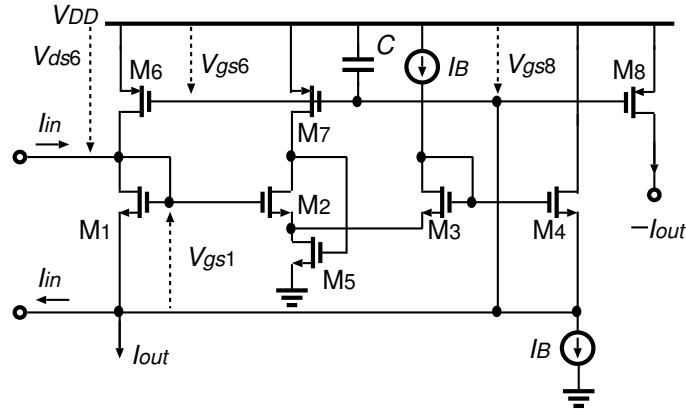 VDD
Vds6
M6
Vgs6
C
IB
Vgs8
M8
M7
Iin
M1
M2
M3
M4
−Iout
Iin
Vgs1
M5
Iout
IB